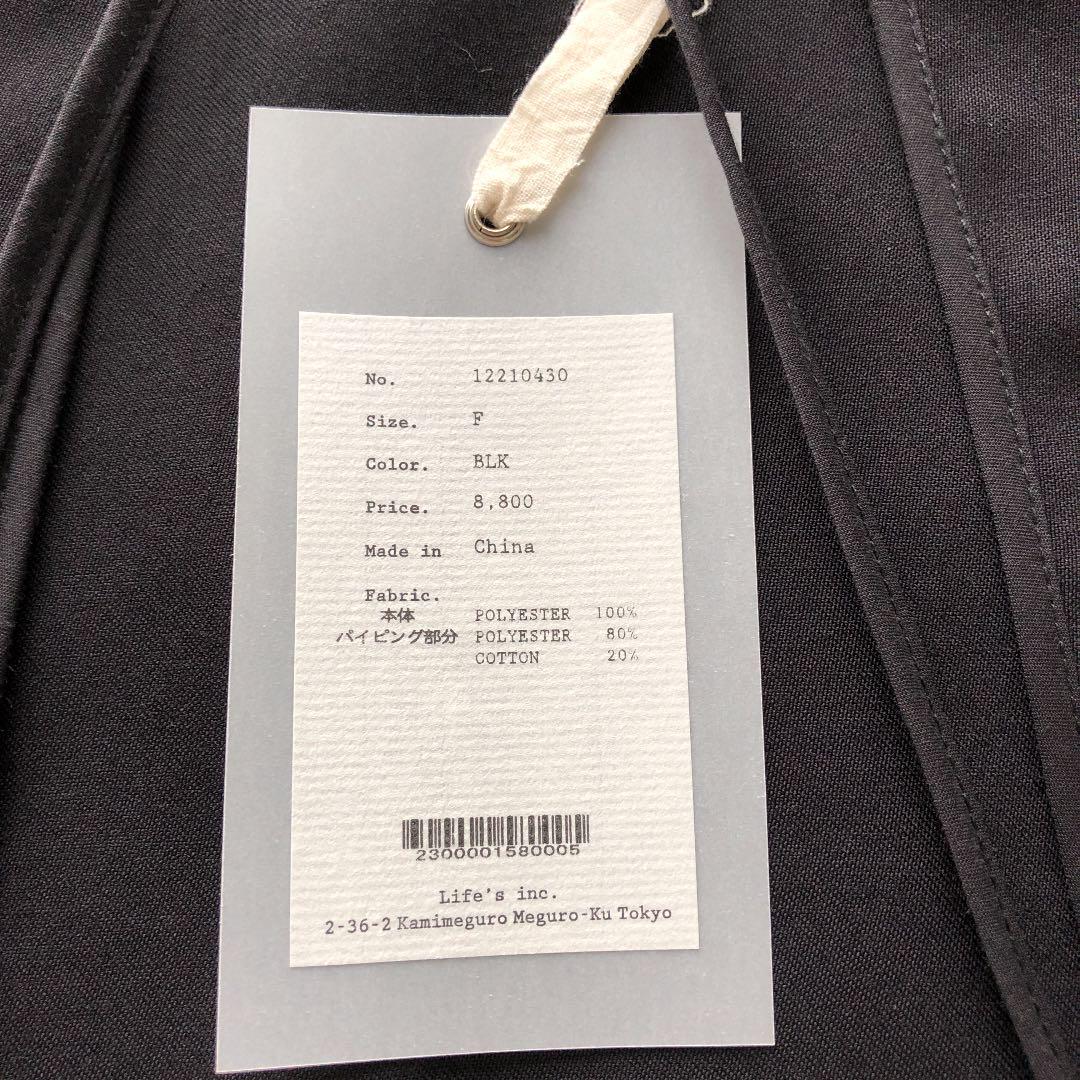 No. 12210430
Size. F
Color. BLK
Price. 8,800
Made in China
Fabric.
本体 POLYESTER 100%
パイピング部分 POLYESTER 80%
COTTON 20%
2300001580005
Life's inc.
2-36-2 Kamimeguro Meguro-Ku Tokyo